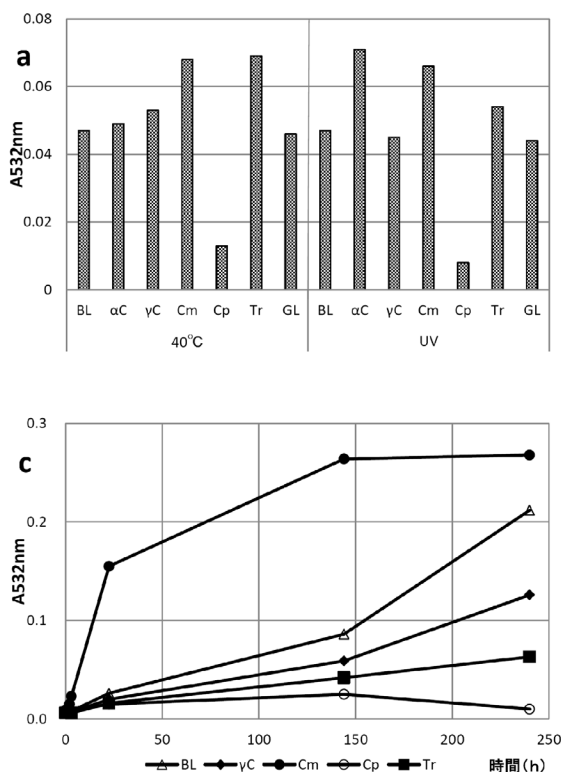 a
A532nm
0.08
0.06
0.04
0.02
0
BL αC γC Cm Cp Tr GL BL αC γC Cm Cp Tr GL
40℃ UV
c
A532nm
0.3
0.2
0.1
0.0
0 50 100 150 200 250
時間(h)
BL γC Cm Cp Tr